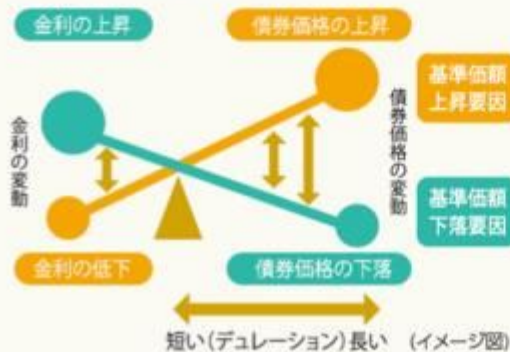 金利の上昇
債券価格の上昇
基準価額
上昇要因
金利の変動
債券価格の変動
基準価額
下落要因
金利の低下
債券価格の下落
短い(デュレーション)長い (イメージ図)